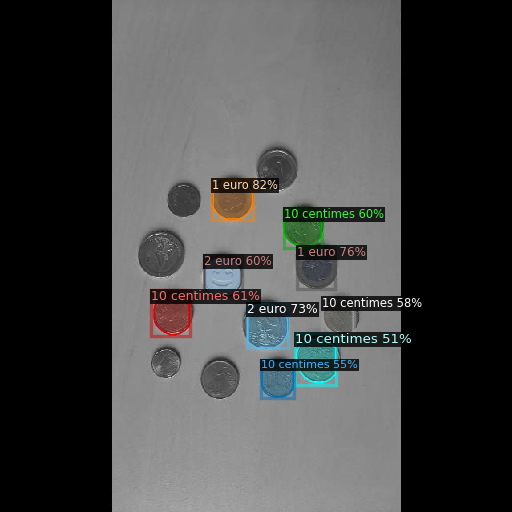 1 euro 82%
10 centimes 60%
1 euro 76%
2 euro 60%
10 centimes 61%
10 centimes 58%
2 euro 73%
10 centimes 51%
10 centimes 55%